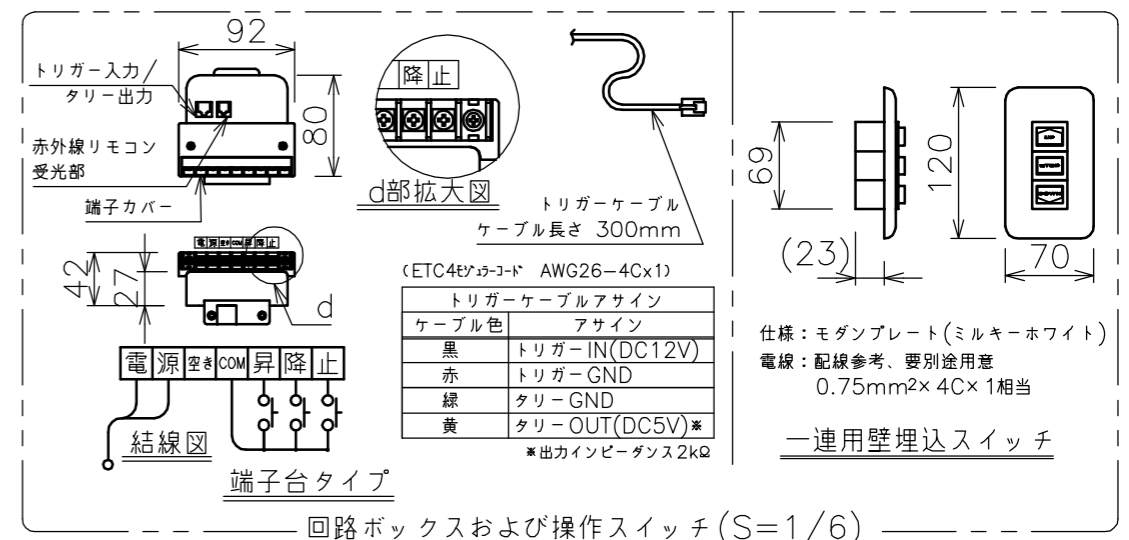 92
トリガー入力/
タリー出力
80
赤外線リモコン
受光部
端子カバー
降 止
d部拡大図
トリガーケーブル
ケーブル長さ 300mm
電 源 空き COM 昇 降 止
42
27
d
電 源 空き COM 昇 降 止
結線図
端子台タイプ
(ETC4モジュラーコード AWG26-4Cx1)
トリガーケーブルアサイン
ケーブル色 アサイン
黒 トリガーIN(DC12V)
赤 トリガーGND
緑 タリーGND
黄 タリーOUT(DC5V)※
※出力インピーダンス2kΩ
69
(23)
120
70
仕様：モダンプレート(ミルキーホワイト)
電線：配線参考、要別途用意
0.75mm²×4C×1相当
一連用壁埋込スイッチ
回路ボックスおよび操作スイッチ(S=1/6)